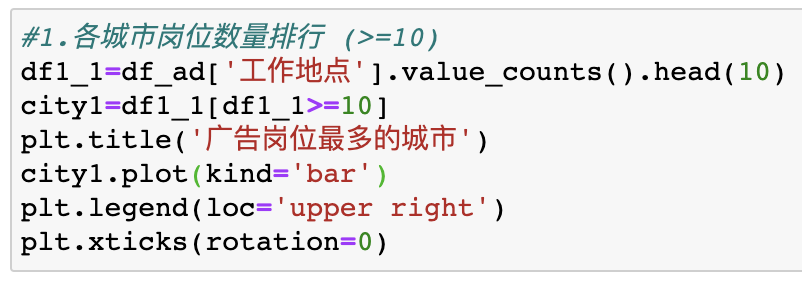 #1.各城市岗位数量排行 (>=10)
df1_1=df_ad['工作地点'].value_counts().head(10)
city1=df1_1[df1_1>=10]
plt.title('广告岗位最多的城市')
city1.plot(kind='bar')
plt.legend(loc='upper right')
plt.xticks(rotation=0)